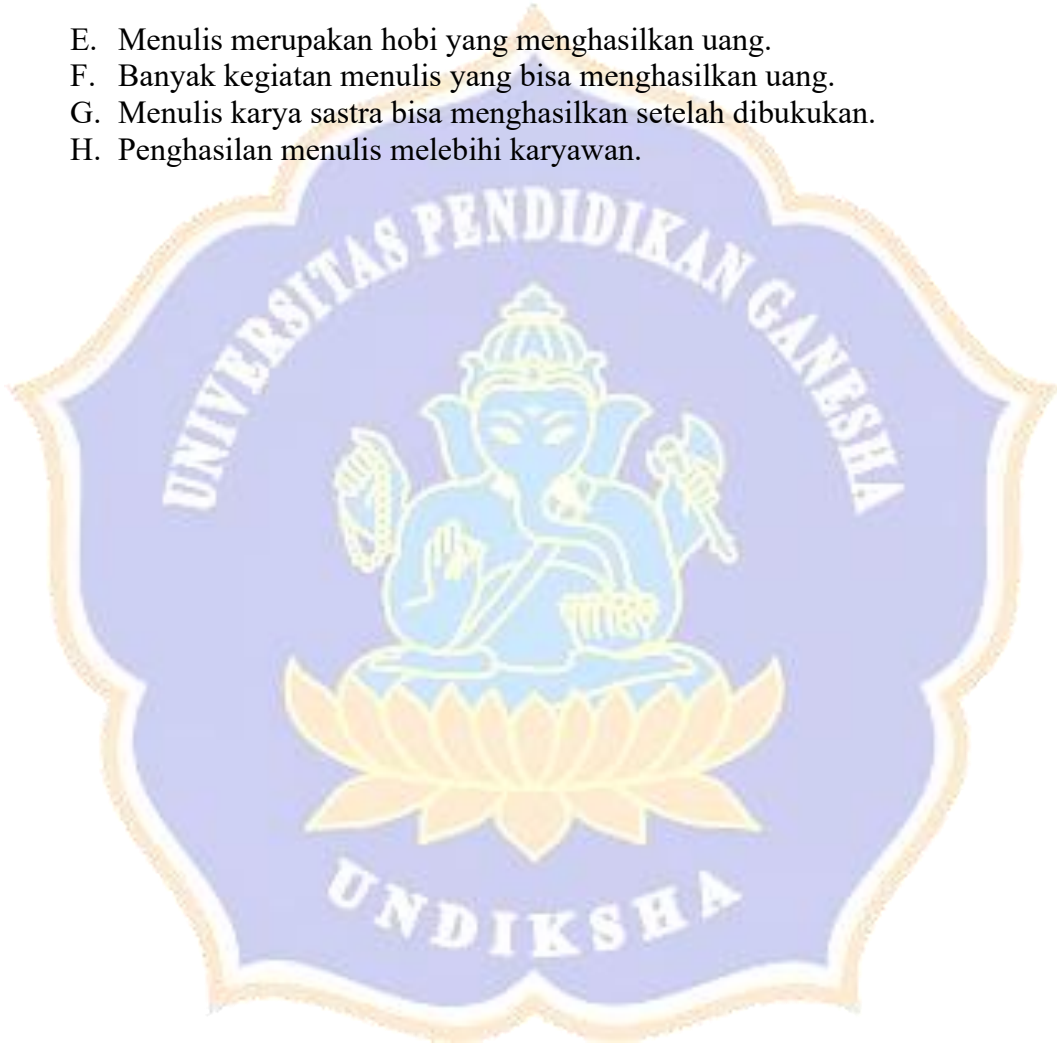 E. Menulis merupakan hobi yang menghasilkan uang.
F. Banyak kegiatan menulis yang bisa menghasilkan uang.
G. Menulis karya sastra bisa menghasilkan setelah dibukukan.
H. Penghasilan menulis melebihi karyawan.
UNIVERSITAS PENDIDIKAN GANESHA
UNDIKSHA